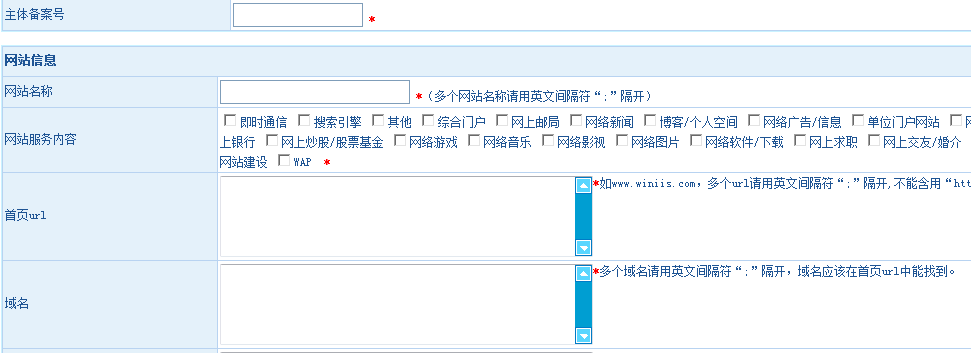 主体备案号 *
网站信息
网站名称 *(多个网站名称请用英文间隔符“;”隔开)
网站服务内容 即时通信 搜索引擎 其他 综合门户 网上邮局 网络新闻 博客/个人空间 网络广告/信息 单位门户网站
上银行 网上炒股/股票基金 网络游戏 网络音乐 网络影视 网络图片 网络软件/下载 网上求职 网上交友/婚介
网站建设 WAP *
首页url *如www.winiis.com,多个url请用英文间隔符“;”隔开,不能含用“htt
域名 *多个域名请用英文间隔符“;”隔开,域名应该在首页url中能找到。